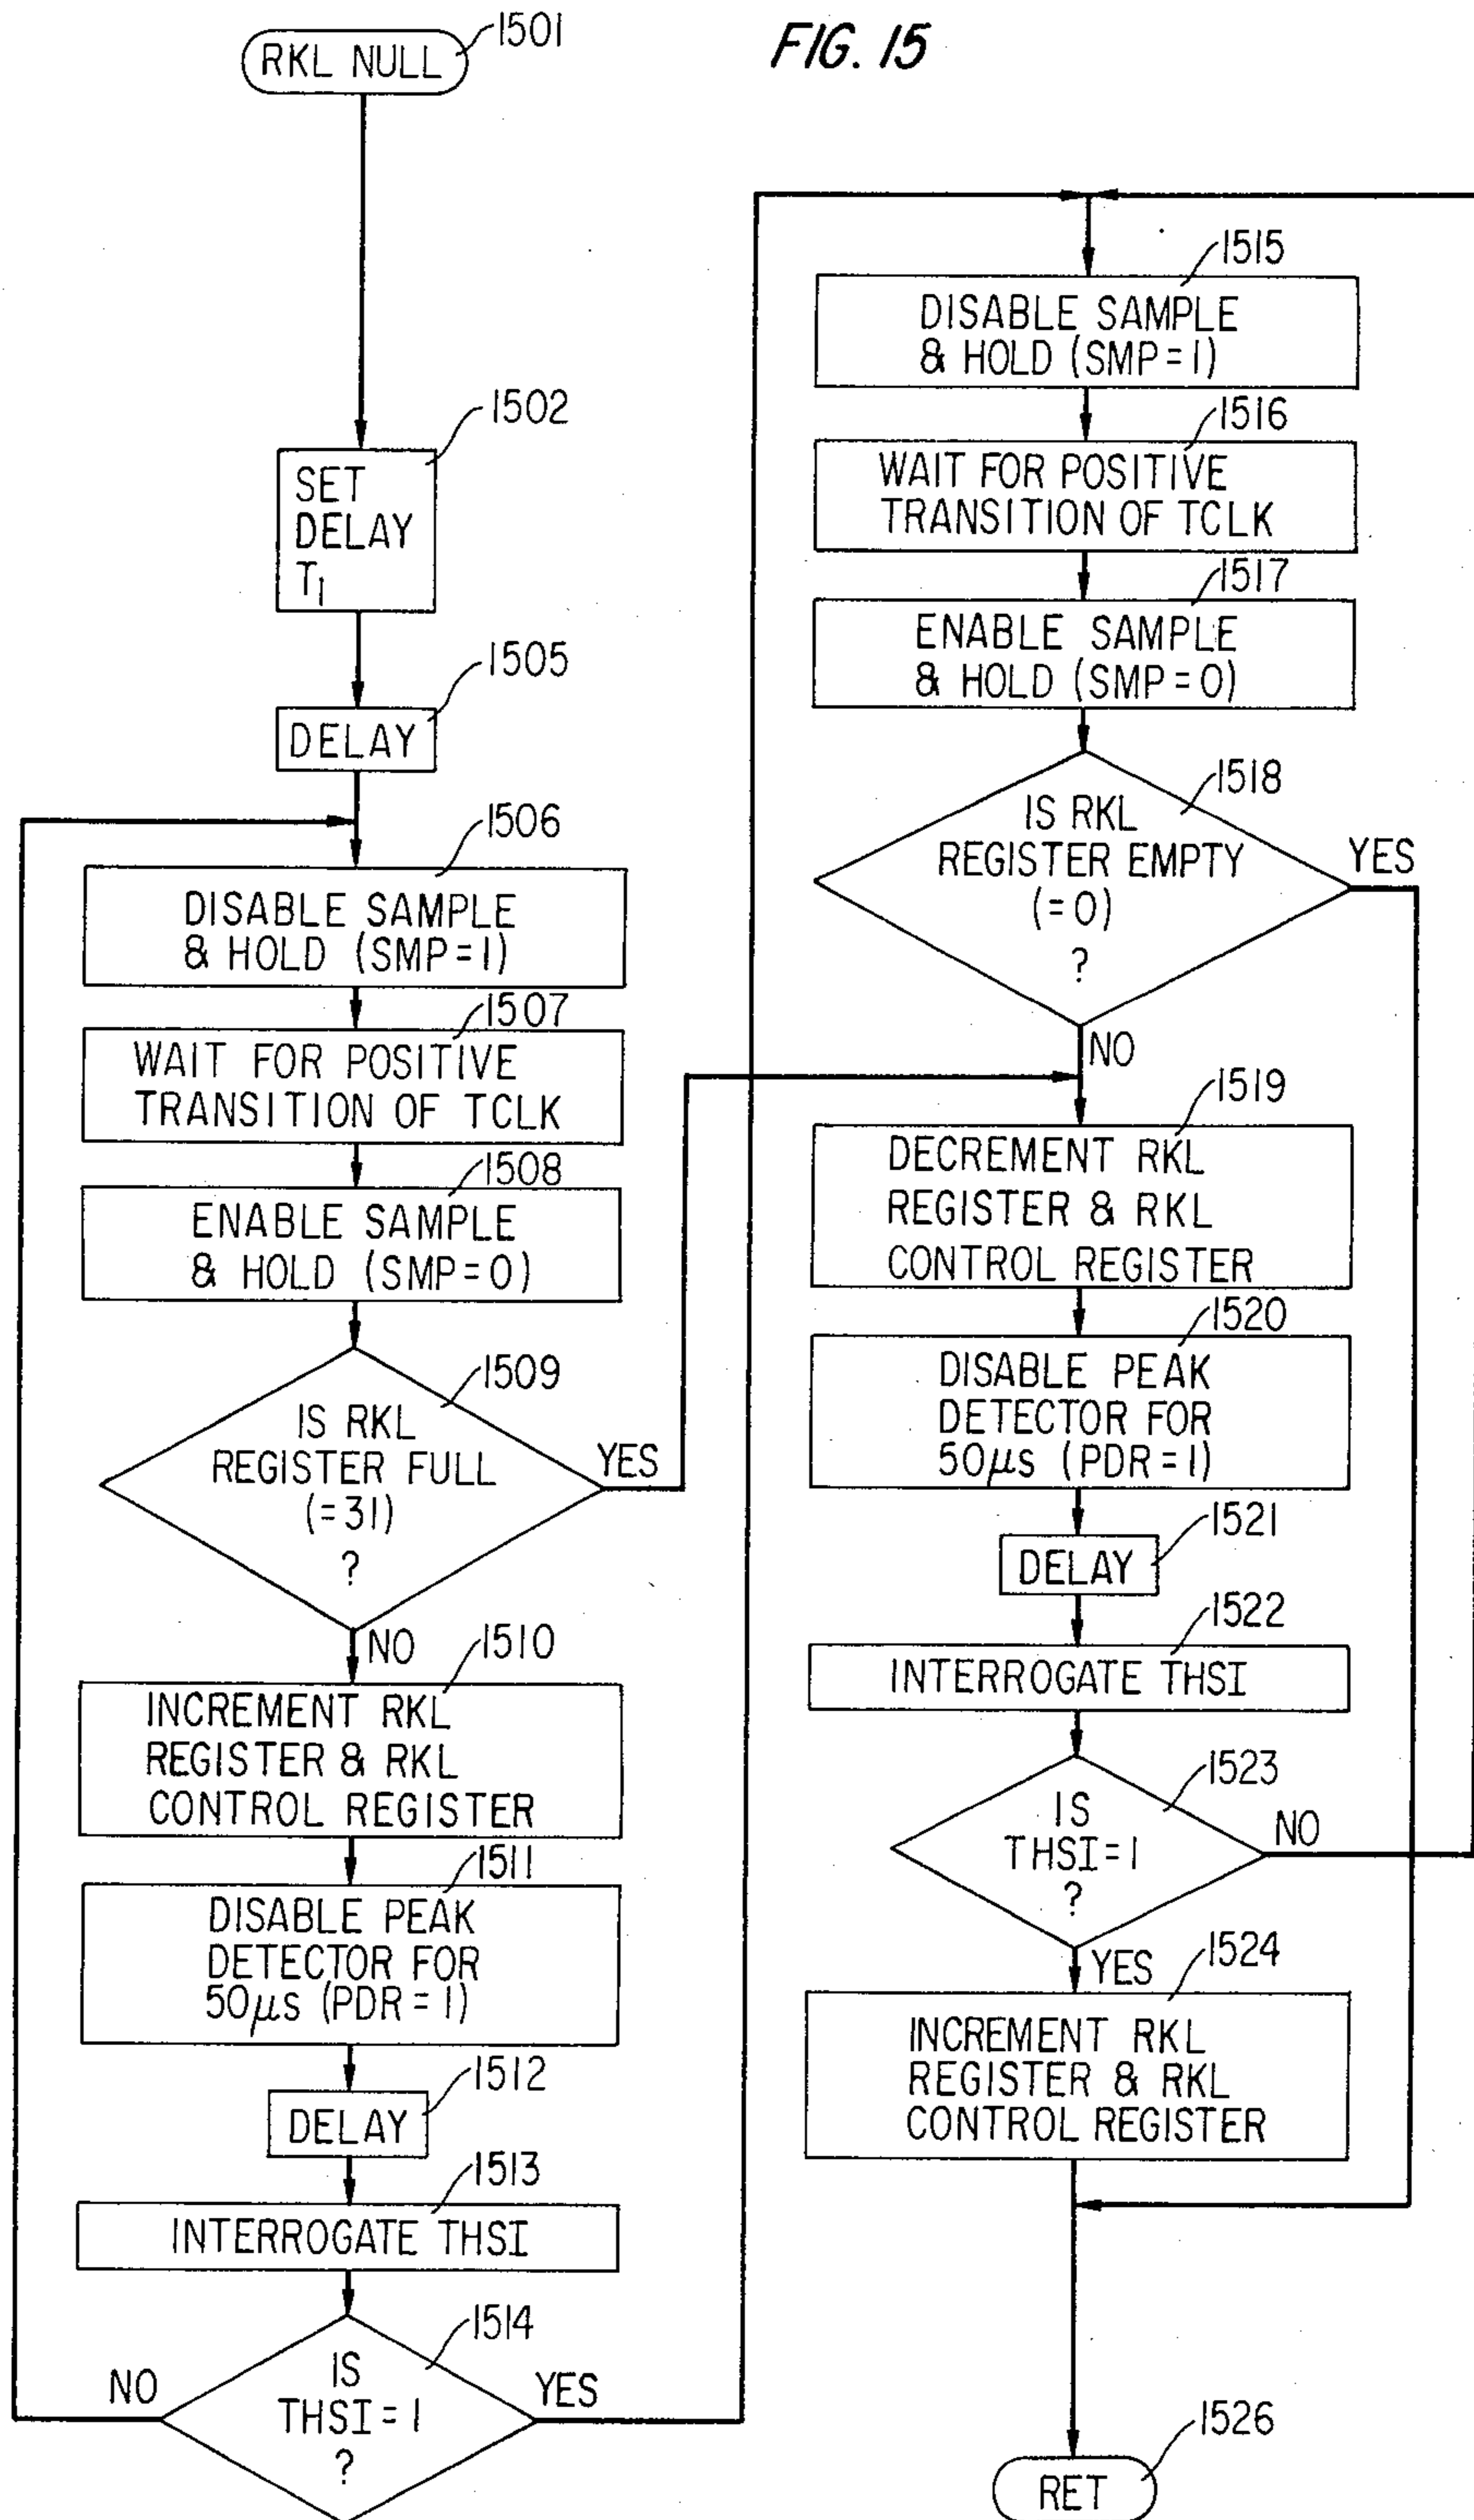 FIG. 15
RKL NULL
1501
1502
SET
DELAY
T1
1505
DELAY
1506
DISABLE SAMPLE
& HOLD (SMP=1)
1507
WAIT FOR POSITIVE
TRANSITION OF TCLK
1508
ENABLE SAMPLE
& HOLD (SMP=0)
1509
IS RKL
REGISTER FULL
(=31)
?
YES
NO
1510
INCREMENT RKL
REGISTER & RKL
CONTROL REGISTER
1511
DISABLE PEAK
DETECTOR FOR
50µs (PDR=1)
1512
DELAY
1513
INTERROGATE THSI
1514
IS
THSI=1
?
NO
YES
1515
DISABLE SAMPLE
& HOLD (SMP=1)
1516
WAIT FOR POSITIVE
TRANSITION OF TCLK
1517
ENABLE SAMPLE
& HOLD (SMP=0)
1518
IS RKL
REGISTER EMPTY
(=0)
?
YES
NO
1519
DECREMENT RKL
REGISTER & RKL
CONTROL REGISTER
1520
DISABLE PEAK
DETECTOR FOR
50µs (PDR=1)
1521
DELAY
1522
INTERROGATE THSI
1523
IS
THSI=1
?
NO
YES
1524
INCREMENT RKL
REGISTER & RKL
CONTROL REGISTER
1526
RET